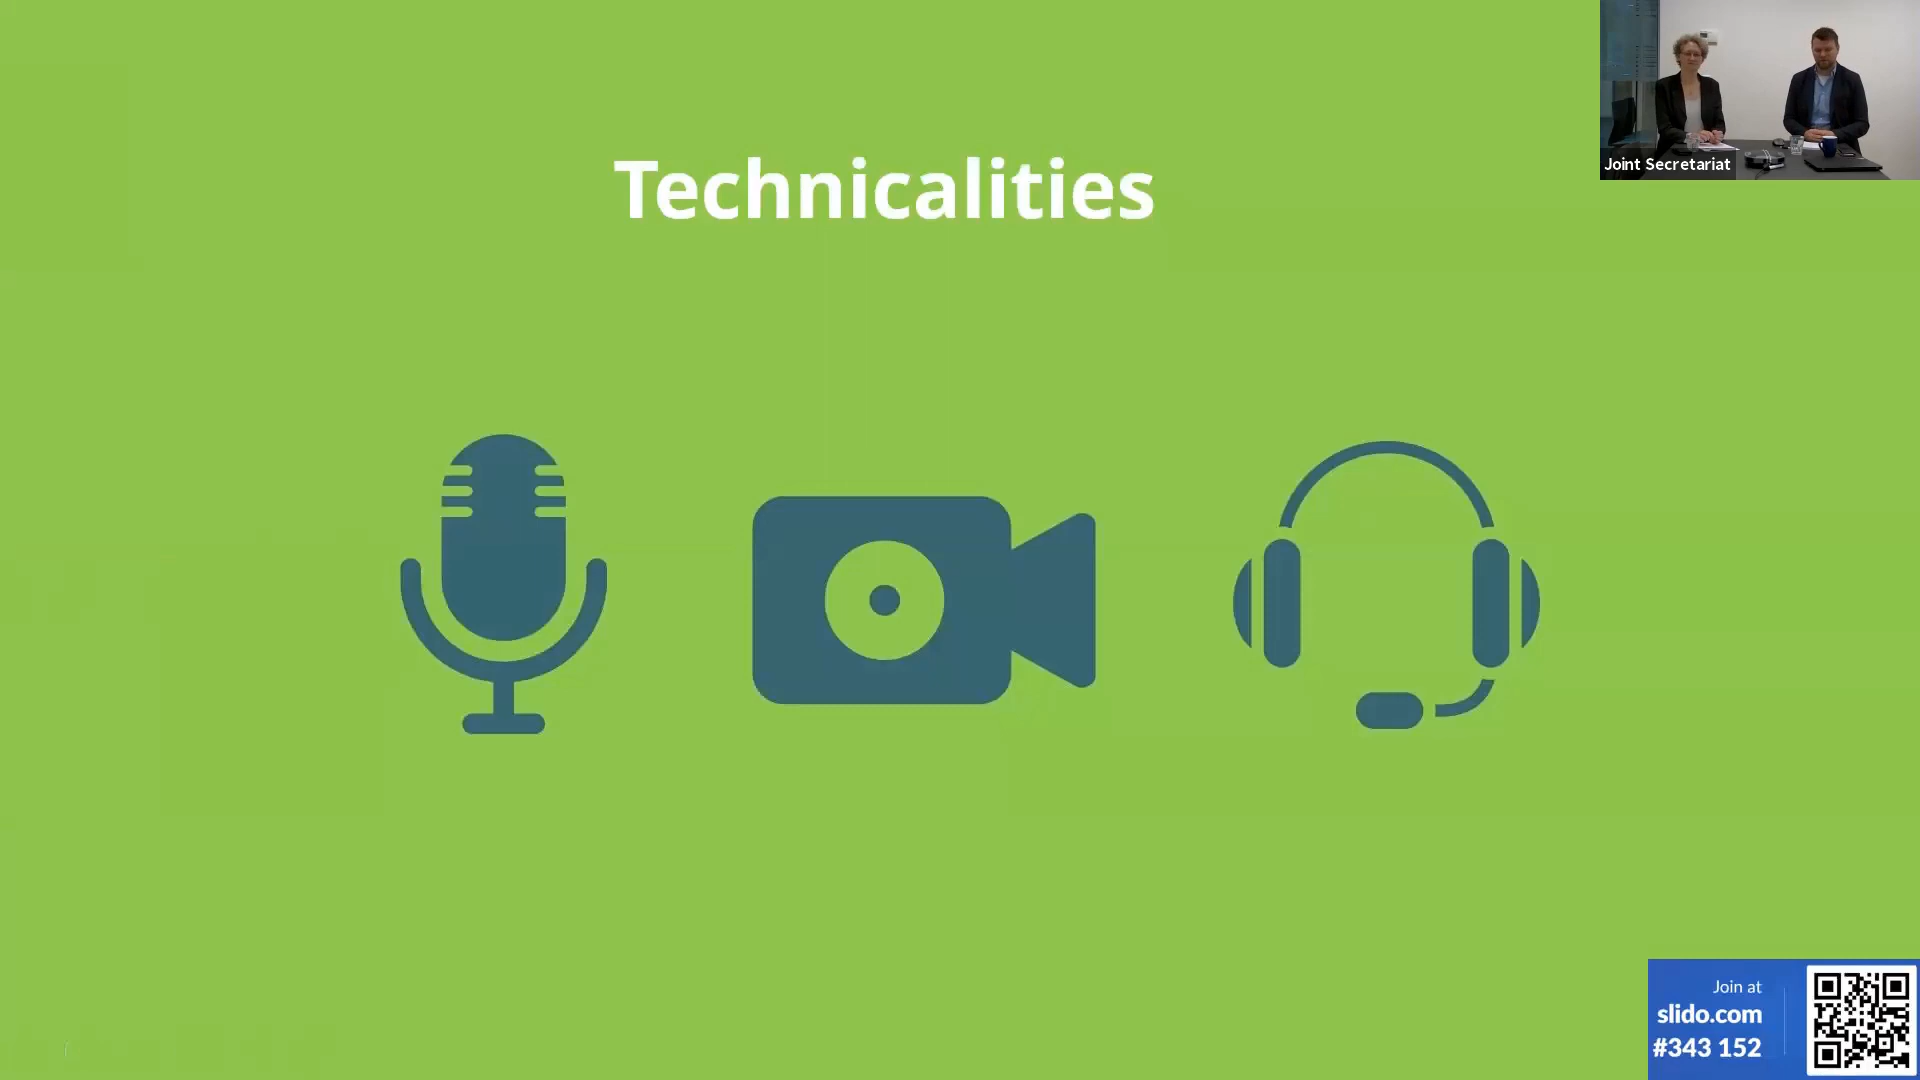 Technicalities
Joint Secretariat
Join at
slido.com
#343 152